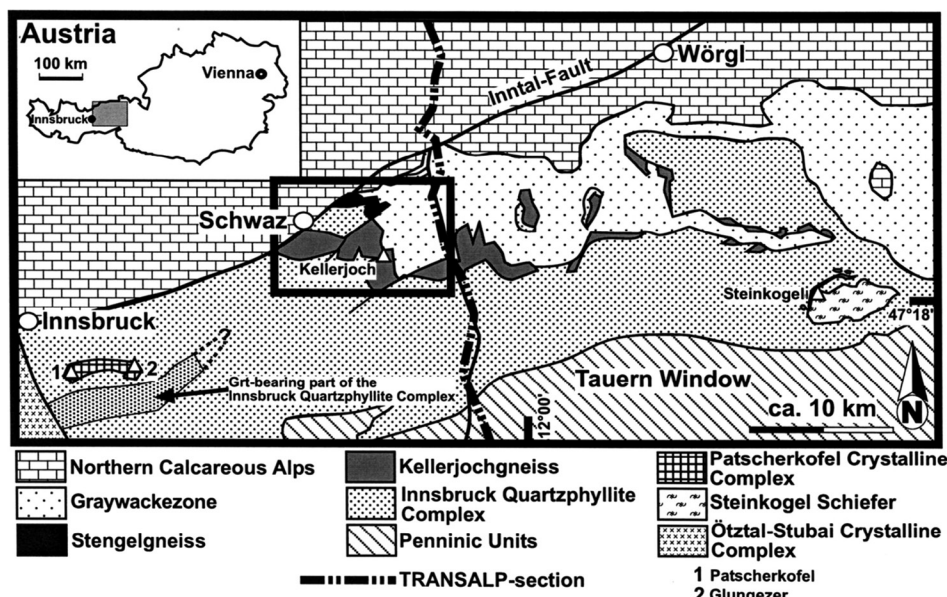 Austria
100 km
Vienna
Innsbruck
Wörgl
Inntal-Fault
Schwaz
Kellerjoch
Steinkogel
47°18'
Innsbruck
1
2
?
Grt-bearing part of the
Innsbruck Quartzphyllite Complex
Tauern Window
12°00'
ca. 10 km
N
Northern Calcareous Alps
Graywackezone
Stengelgneiss
Kellerjochgneiss
Innsbruck Quartzphyllite
Complex
Penninic Units
Patscherkofel Crystalline
Complex
Steinkogel Schiefer
Ötztal-Stubai Crystalline
Complex
TRANSALP-section
1 Patscherkofel
2 Glungezer